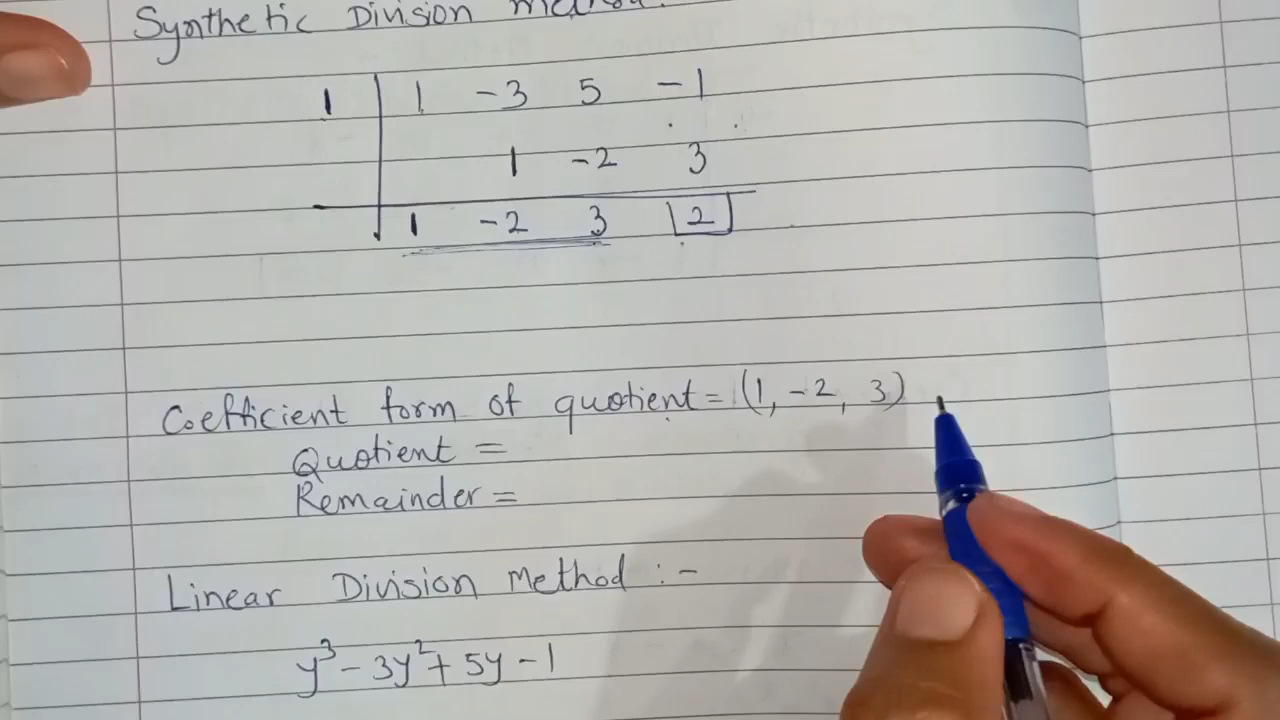 Synthetic Division method:
1 | 1 -3 5 -1
1 -2 3
1 -2 3 2
Coefficient form of quotient = (1, -2, 3)
Quotient =
Remainder =
Linear Division Method :-
y³ - 3y² + 5y - 1